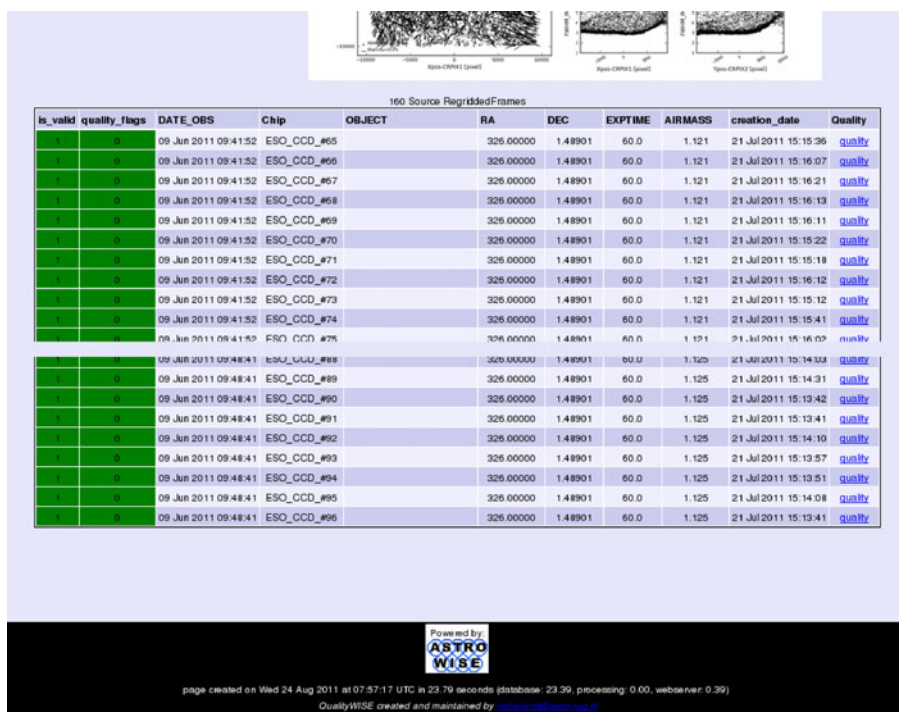 -10000
-10000 -5000 0 5000 10000
Xpos-CRPIX1 [pixel]
Xpos-CRPIX1 [pixel]
Ypos-CRPIX2 [pixel]
160 Source RegriddedFrames
is_valid quality_flags DATE_OBS Chip OBJECT RA DEC EXPTIME AIRMASS creation_date Quality
1 0 09 Jun 2011 09:41:52 ESO_CCD_#65 326.00000 1.48901 60.0 1.121 21 Jul 2011 15:15:36 quality
1 0 09 Jun 2011 09:41:52 ESO_CCD_#66 326.00000 1.48901 60.0 1.121 21 Jul 2011 15:16:07 quality
1 0 09 Jun 2011 09:41:52 ESO_CCD_#67 326.00000 1.48901 60.0 1.121 21 Jul 2011 15:16:21 quality
1 0 09 Jun 2011 09:41:52 ESO_CCD_#68 326.00000 1.48901 60.0 1.121 21 Jul 2011 15:16:13 quality
1 0 09 Jun 2011 09:41:52 ESO_CCD_#69 326.00000 1.48901 60.0 1.121 21 Jul 2011 15:16:11 quality
1 0 09 Jun 2011 09:41:52 ESO_CCD_#70 326.00000 1.48901 60.0 1.121 21 Jul 2011 15:15:22 quality
1 0 09 Jun 2011 09:41:52 ESO_CCD_#71 326.00000 1.48901 60.0 1.121 21 Jul 2011 15:15:18 quality
1 0 09 Jun 2011 09:41:52 ESO_CCD_#72 326.00000 1.48901 60.0 1.121 21 Jul 2011 15:16:12 quality
1 0 09 Jun 2011 09:41:52 ESO_CCD_#73 326.00000 1.48901 60.0 1.121 21 Jul 2011 15:15:12 quality
1 0 09 Jun 2011 09:41:52 ESO_CCD_#74 326.00000 1.48901 60.0 1.121 21 Jul 2011 15:15:41 quality
09 Jun 2011 09:41:52 ESO_CCD_#75 326.00000 1.48901 60.0 1.121 21 Jul 2011 15:16:02 quality
1 0 09 Jun 2011 09:48:41 ESO_CCD_#88 326.00000 1.48901 60.0 1.125 21 Jul 2011 15:14:03 quality
1 0 09 Jun 2011 09:48:41 ESO_CCD_#89 326.00000 1.48901 60.0 1.125 21 Jul 2011 15:14:31 quality
1 0 09 Jun 2011 09:48:41 ESO_CCD_#90 326.00000 1.48901 60.0 1.125 21 Jul 2011 15:13:42 quality
1 0 09 Jun 2011 09:48:41 ESO_CCD_#91 326.00000 1.48901 60.0 1.125 21 Jul 2011 15:13:41 quality
1 0 09 Jun 2011 09:48:41 ESO_CCD_#92 326.00000 1.48901 60.0 1.125 21 Jul 2011 15:14:10 quality
1 0 09 Jun 2011 09:48:41 ESO_CCD_#93 326.00000 1.48901 60.0 1.125 21 Jul 2011 15:13:57 quality
1 0 09 Jun 2011 09:48:41 ESO_CCD_#94 326.00000 1.48901 60.0 1.125 21 Jul 2011 15:13:51 quality
1 0 09 Jun 2011 09:48:41 ESO_CCD_#95 326.00000 1.48901 60.0 1.125 21 Jul 2011 15:14:08 quality
1 0 09 Jun 2011 09:48:41 ESO_CCD_#96 326.00000 1.48901 60.0 1.125 21 Jul 2011 15:13:41 quality
Powered by:
ASTRO
WISE
page created on Wed 24 Aug 2011 at 07:57:17 UTC in 23.79 seconds (database: 23.39, processing: 0.00, webserver: 0.39)
QualityWISE created and maintained by